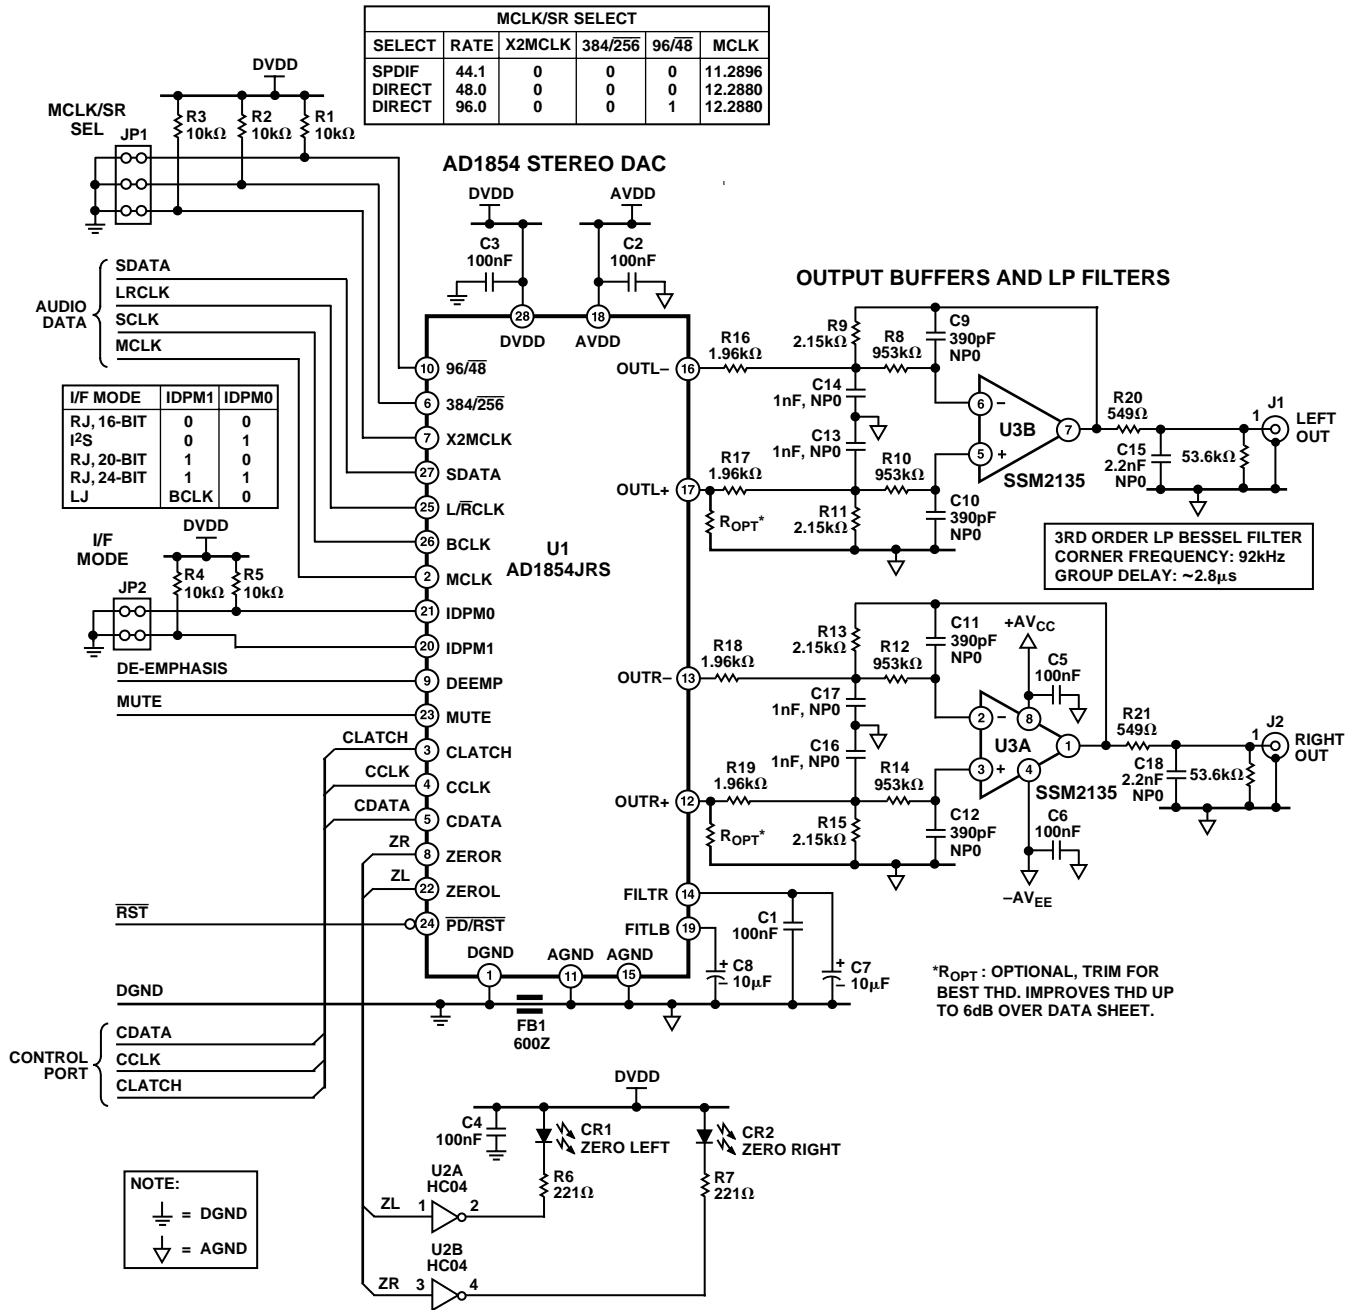 MCLK/SR SELECT
SELECT RATE X2MCLK 384/2̅5̅6̅ 96/4̅8̅ MCLK
SPDIF 44.1 0 0 0 11.2896
DIRECT 48.0 0 0 0 12.2880
DIRECT 96.0 0 0 1 12.2880
DVDD
MCLK/SR
SEL
JP1
R3
10kΩ
R2
10kΩ
R1
10kΩ
AD1854 STEREO DAC
DVDD
AVDD
C3
100nF
C2
100nF
AUDIO
DATA
SDATA
LRCLK
SCLK
MCLK
28
DVDD
18
AVDD
I/F MODE IDPM1 IDPM0
RJ, 16-BIT 0 0
I2S 0 1
RJ, 20-BIT 1 0
RJ, 24-BIT 1 1
LJ BCLK 0
I/F
MODE
DVDD
JP2
R4
10kΩ
R5
10kΩ
10 96/4̅8̅
6 384/2̅5̅6̅
7 X2MCLK
27 SDATA
25 L/R̅CLK
26 BCLK
2 MCLK
21 IDPM0
20 IDPM1
DE-EMPHASIS
9 DEEMP
MUTE
23 MUTE
CLATCH
3 CLATCH
CCLK
4 CCLK
CDATA
5 CDATA
ZR
8 ZEROR
ZL
22 ZEROL
R̅S̅T̅
24 P̅D̅/R̅S̅T̅
U1
AD1854JRS
OUTL– 16
OUTL+ 17
OUTR– 13
OUTR+ 12
FILTR 14
FITLB 19
DGND
1
AGND
11
AGND
15
DGND
FB1
600Z
C8
+
–
10μF
C1
100nF
C7
+
–
10μF
OUTPUT BUFFERS AND LP FILTERS
R16
1.96kΩ
R9
2.15kΩ
R8
953kΩ
C9
390pF
NP0
C14
1nF, NP0
C13
1nF, NP0
R17
1.96kΩ
R10
953kΩ
ROPT*
R11
2.15kΩ
C10
390pF
NP0
6 –
5 +
U3B
7
SSM2135
R20
549Ω
C15
2.2nF
NP0
53.6kΩ
J1
1
LEFT
OUT
3RD ORDER LP BESSEL FILTER
CORNER FREQUENCY: 92kHz
GROUP DELAY: ~2.8μs
R18
1.96kΩ
R13
2.15kΩ
R12
953kΩ
C11
390pF
NP0
+AVCC
C5
100nF
C17
1nF, NP0
C16
1nF, NP0
R19
1.96kΩ
R14
953kΩ
ROPT*
R15
2.15kΩ
C12
390pF
NP0
2 –
3 +
8
U3A
4
1
SSM2135
C6
100nF
–AVEE
R21
549Ω
C18
2.2nF
NP0
53.6kΩ
J2
1
RIGHT
OUT
*ROPT : OPTIONAL, TRIM FOR
BEST THD. IMPROVES THD UP
TO 6dB OVER DATA SHEET.
CONTROL
PORT
CDATA
CCLK
CLATCH
DVDD
C4
100nF
CR1
ZERO LEFT
CR2
ZERO RIGHT
R6
221Ω
R7
221Ω
U2A
HC04
ZL 1 2
U2B
HC04
ZR 3 4
NOTE:
= DGND
= AGND